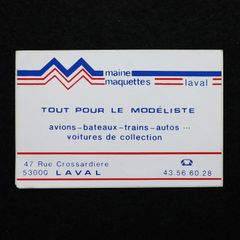 maine
maquettes
laval
TOUT POUR LE MODÉLISTE
avions-bateaux-trains-autos ...
voitures de collection
47 Rue Crossardiere
53000 LAVAL
43.56.60.28